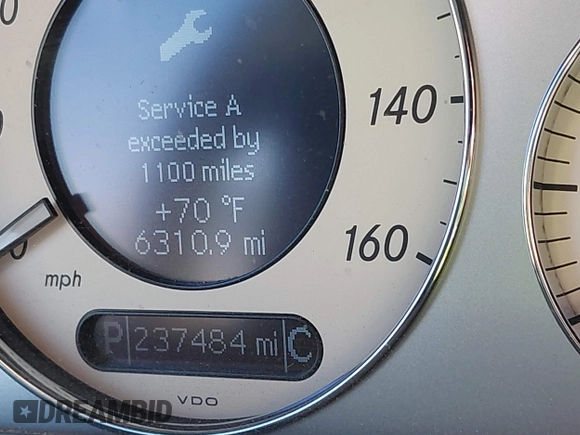 Service A
exceeded by
1100 miles
+70 °F
6310.9 mi
140
160
mph
P 237484 mi C
VDO
DREAMBID